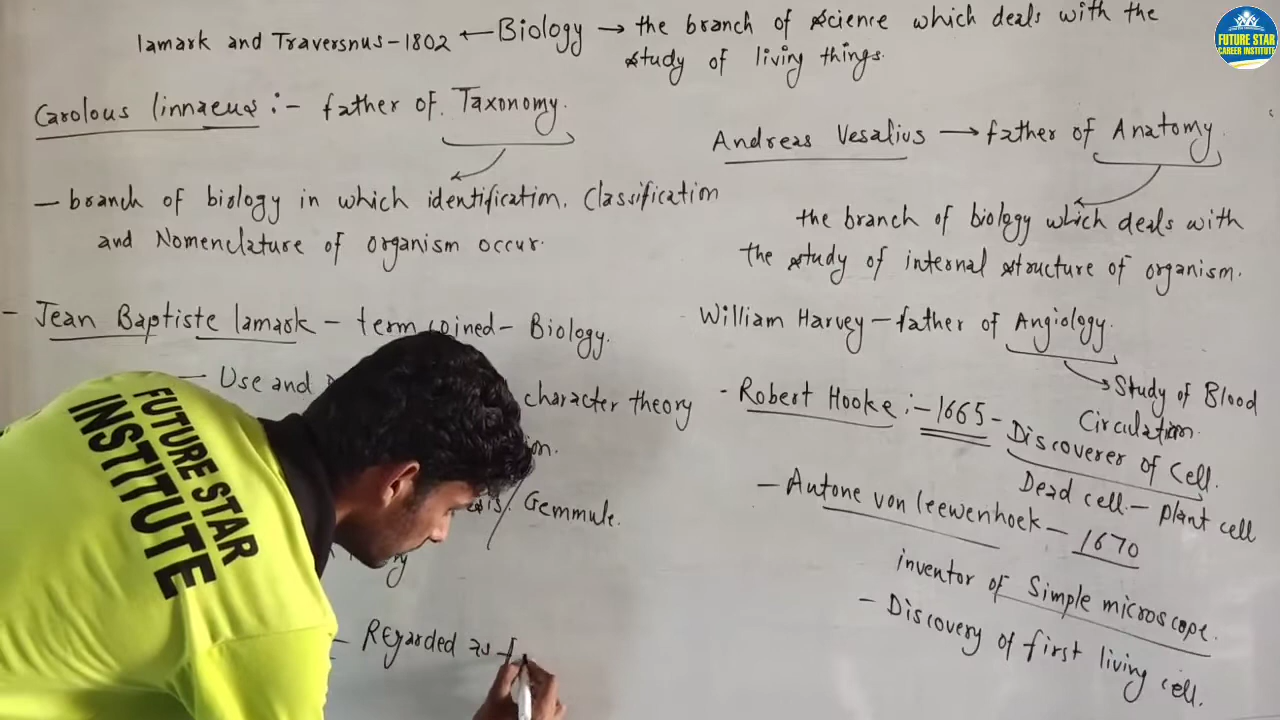 lamark and Traversnus-1802 ← Biology → the branch of science which deals with the
study of living things.
Carolous linnaeus :- father of Taxonomy.
- branch of biology in which identification. Classification
and Nomenclature of organism occur.
- Jean Baptiste lamark - term coined - Biology.
- Use and
character theory
Gemmule.
- Regarded as f
Andreas Vesalius → father of Anatomy
the branch of biology which deals with
the study of internal structure of organism.
William Harvey - father of Angiology.
Study of Blood
Circulation.
- Robert Hooke :- 1665 - Discoverer of Cell.
Dead cell - plant cell
- Autone von leewenhoek - 1670
inventor of Simple microscope.
- Discovery of first living cell.
FUTURE STAR
INSTITUTE
FUTURE STAR
CAREER INSTITUTE